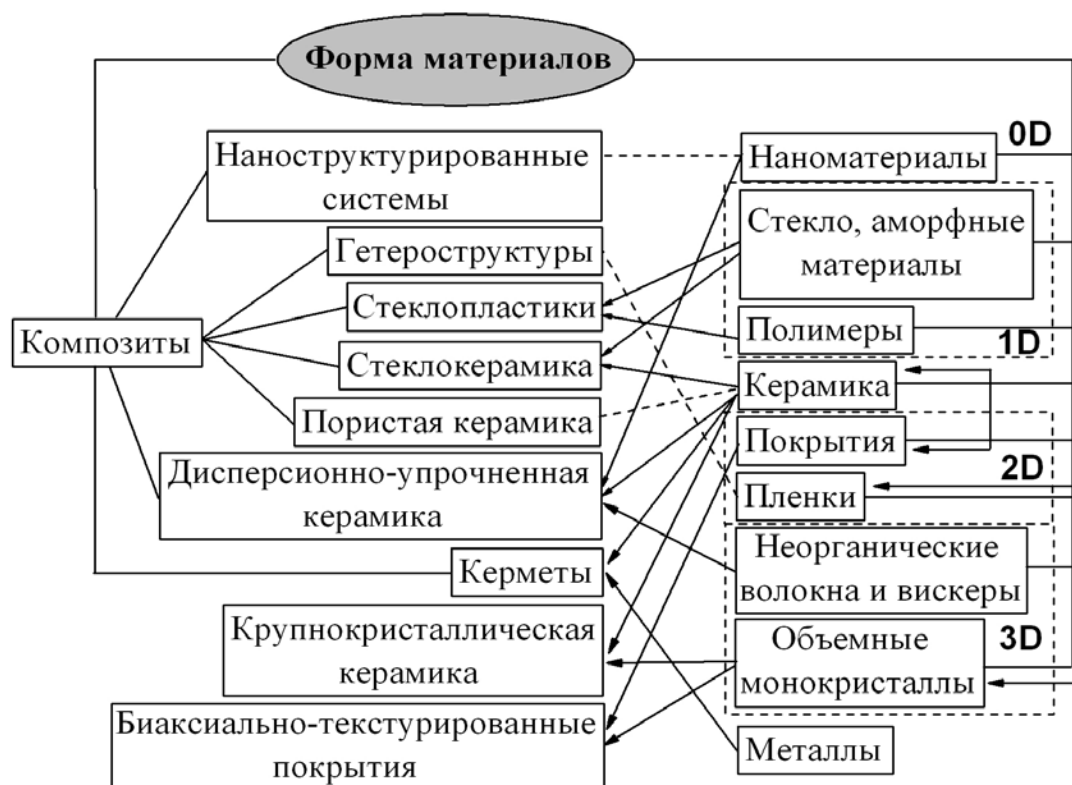 Форма материалов
0D
Наноструктурированные
системы
Наноматериалы
Стекло, аморфные
материалы
Гетероструктуры
Стеклопластики
Полимеры
1D
Композиты
Стеклокерамика
Керамика
Пористая керамика
Покрытия
2D
Дисперсионно-упрочненная
керамика
Пленки
Неорганические
волокна и вискеры
Керметы
Крупнокристаллическая
керамика
Объемные
монокристаллы
3D
Биаксиально-текстурированные
покрытия
Металлы